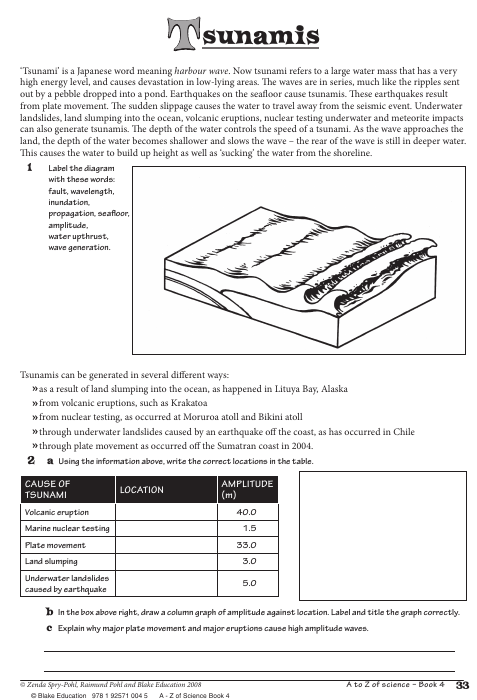 Tsunamis
'Tsunami' is a Japanese word meaning harbour wave. Now tsunami refers to a large water mass that has a very
high energy level, and causes devastation in low-lying areas. The waves are in series, much like the ripples sent
out by a pebble dropped into a pond. Earthquakes on the seafloor cause tsunamis. These earthquakes result
from plate movement. The sudden slippage causes the water to travel away from the seismic event. Underwater
landslides, land slumping into the ocean, volcanic eruptions, nuclear testing underwater and meteorite impacts
can also generate tsunamis. The depth of the water controls the speed of a tsunami. As the wave approaches the
land, the depth of the water becomes shallower and slows the wave – the rear of the wave is still in deeper water.
This causes the water to build up height as well as 'sucking' the water from the shoreline.
1 Label the diagram
with these words:
fault, wavelength,
inundation,
propagation, seafloor,
amplitude,
water upthrust,
wave generation.
Tsunamis can be generated in several different ways:
» as a result of land slumping into the ocean, as happened in Lituya Bay, Alaska
» from volcanic eruptions, such as Krakatoa
» from nuclear testing, as occurred at Moruroa atoll and Bikini atoll
» through underwater landslides caused by an earthquake off the coast, as has occurred in Chile
» through plate movement as occurred off the Sumatran coast in 2004.
2 a Using the information above, write the correct locations in the table.
CAUSE OF TSUNAMI LOCATION AMPLITUDE (m)
Volcanic eruption 40.0
Marine nuclear testing 1.5
Plate movement 33.0
Land slumping 3.0
Underwater landslides
caused by earthquake 5.0
b In the box above right, draw a column graph of amplitude against location. Label and title the graph correctly.
c Explain why major plate movement and major eruptions cause high amplitude waves.
© Zenda Spry-Pohl, Raimund Pohl and Blake Education 2008 A to Z of science – Book 4 33
© Blake Education 978 1 92571 004 5 A - Z of Science Book 4